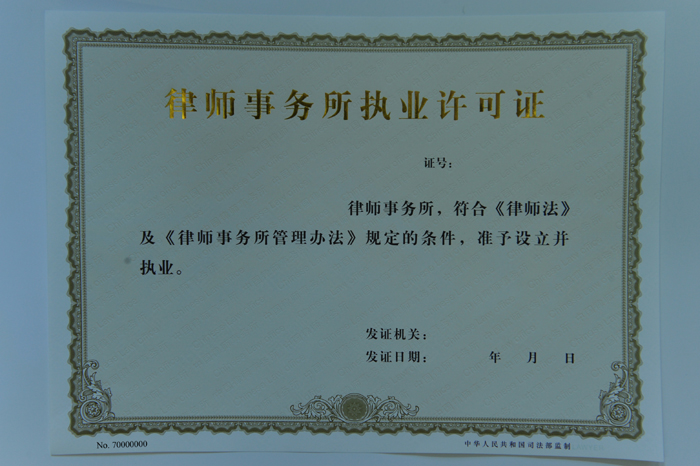 律师事务所执业许可证
证号：
律师事务所，符合《律师法》
及《律师事务所管理办法》规定的条件，准予设立并
执业。
发证机关：
发证日期： 年 月 日
No. 70000000
中华人民共和国司法部监制